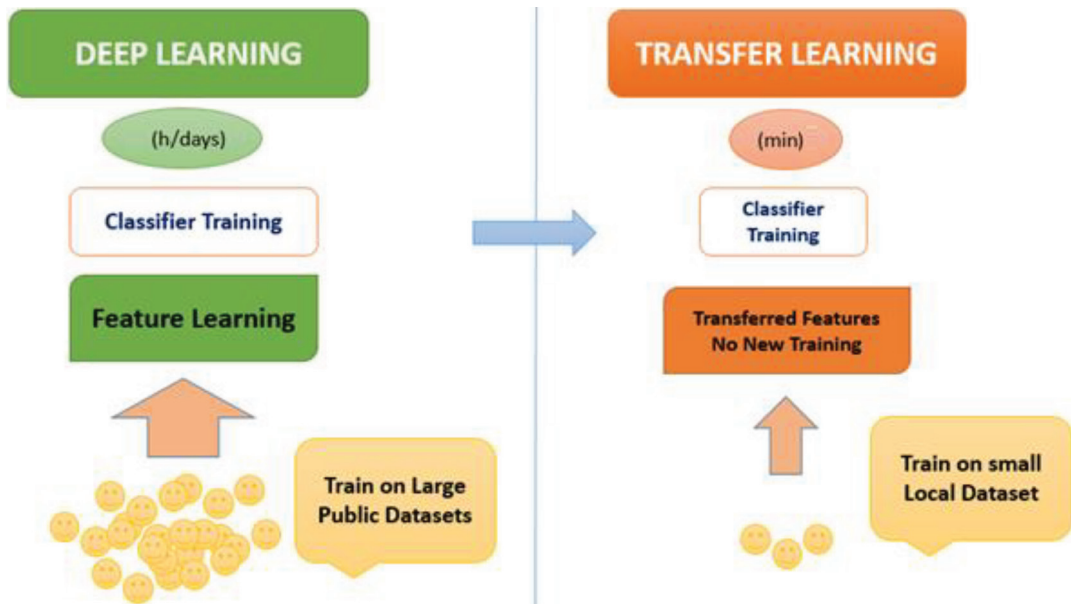 DEEP LEARNING
(h/days)
Classifier Training
Feature Learning
Train on Large
Public Datasets
TRANSFER LEARNING
(min)
Classifier
Training
Transferred Features
No New Training
Train on small
Local Dataset